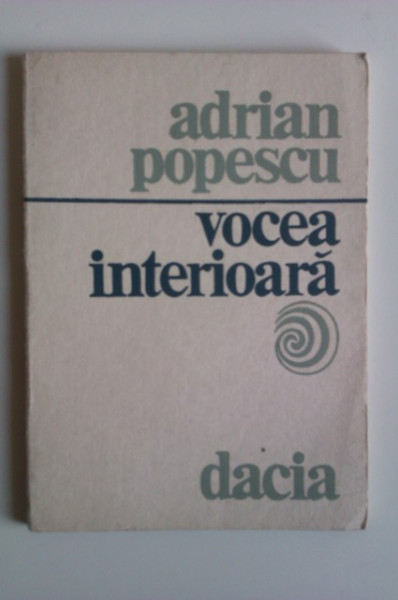 adrian
popescu
vocea
interioară
dacia